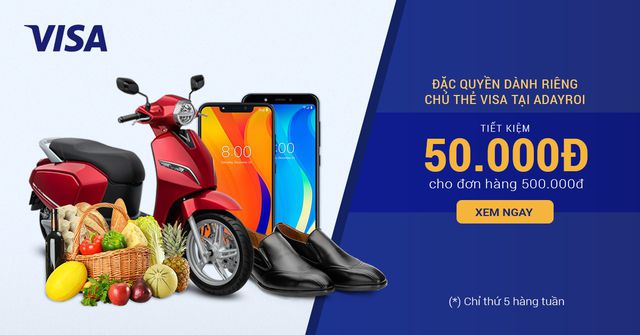 VISA
8:00
8:00
ĐẶC QUYỀN DÀNH RIÊNG
CHỦ THẺ VISA TẠI ADAYROI
TIẾT KIỆM
50.000Đ
cho đơn hàng 500.000đ
XEM NGAY
(*) Chỉ thứ 5 hàng tuần